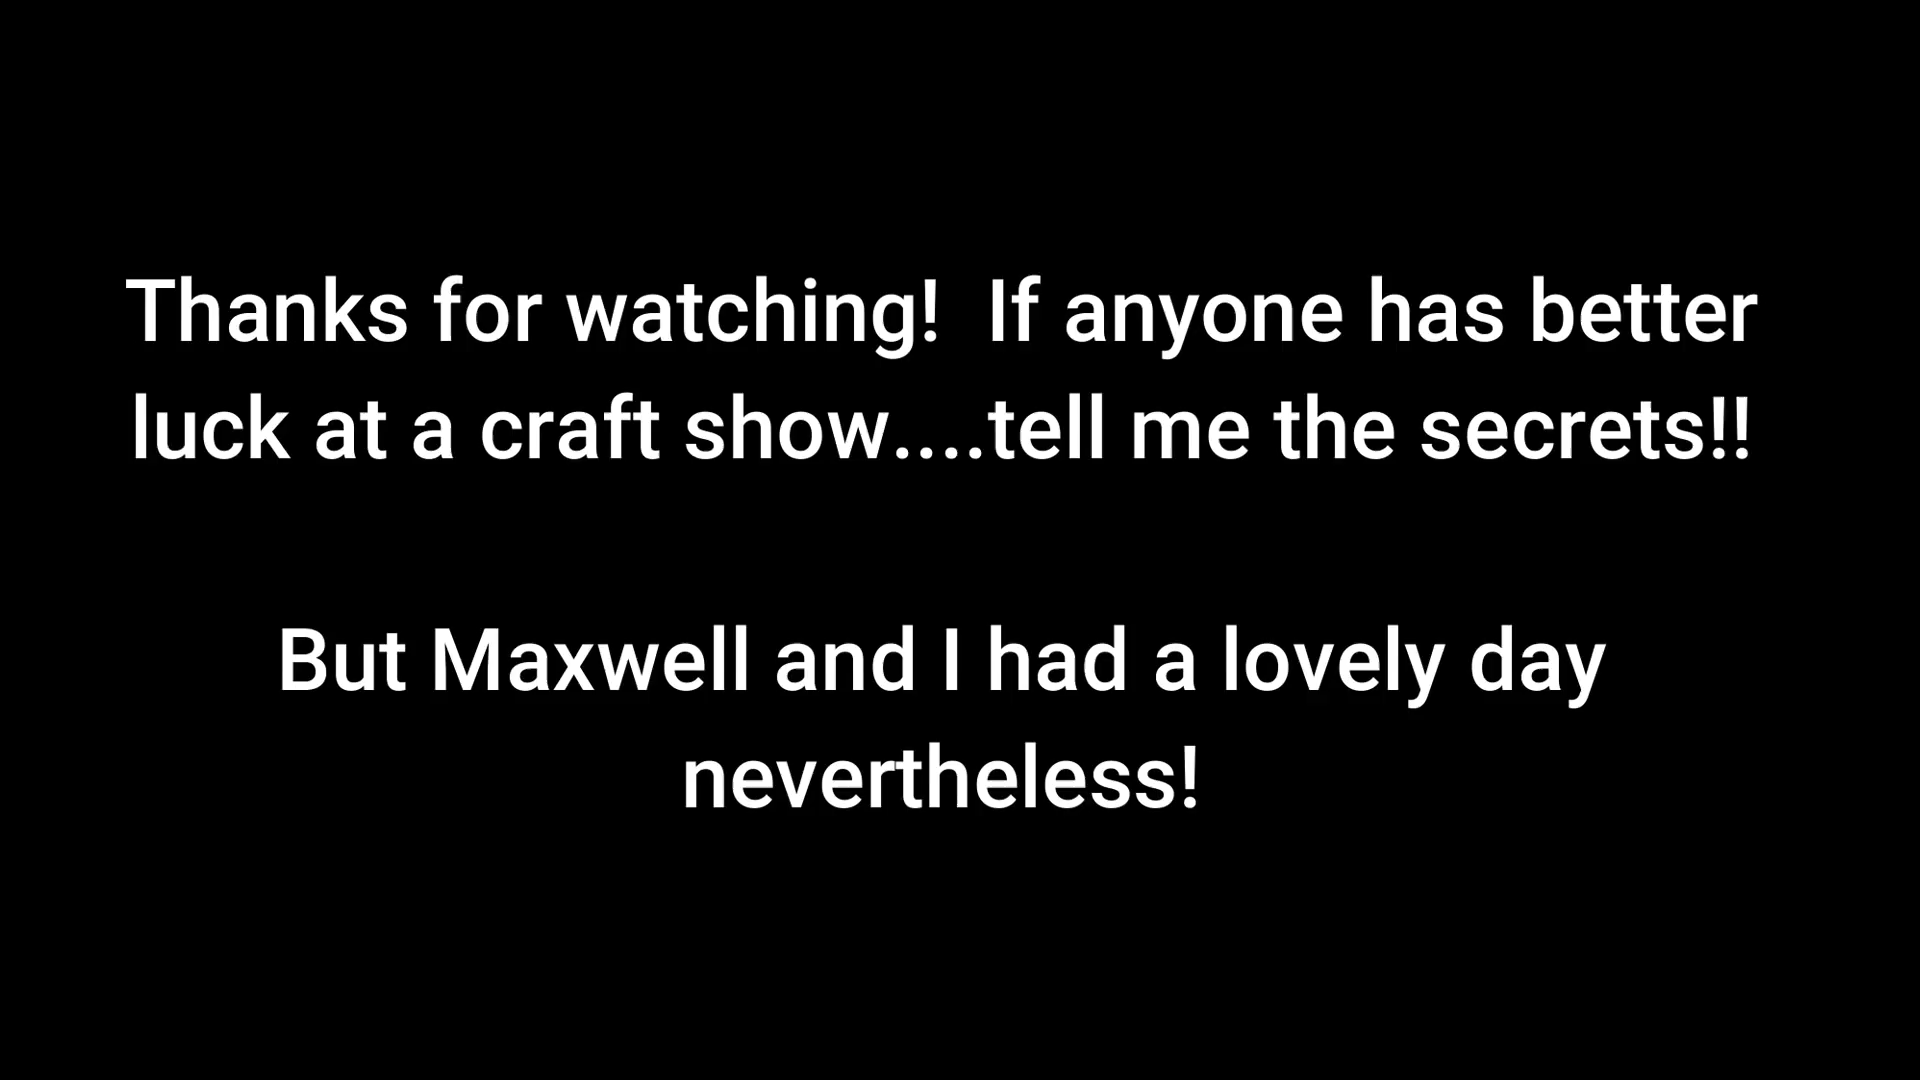 Thanks for watching!  If anyone has better
luck at a craft show....tell me the secrets!!
But Maxwell and I had a lovely day
nevertheless!